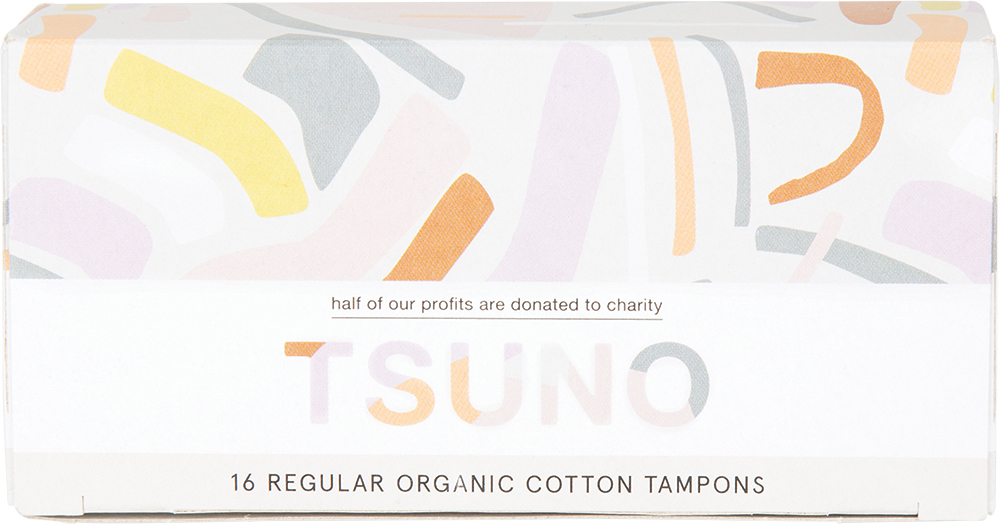 half of our profits are donated to charity
TSUNO
16 REGULAR ORGANIC COTTON TAMPONS